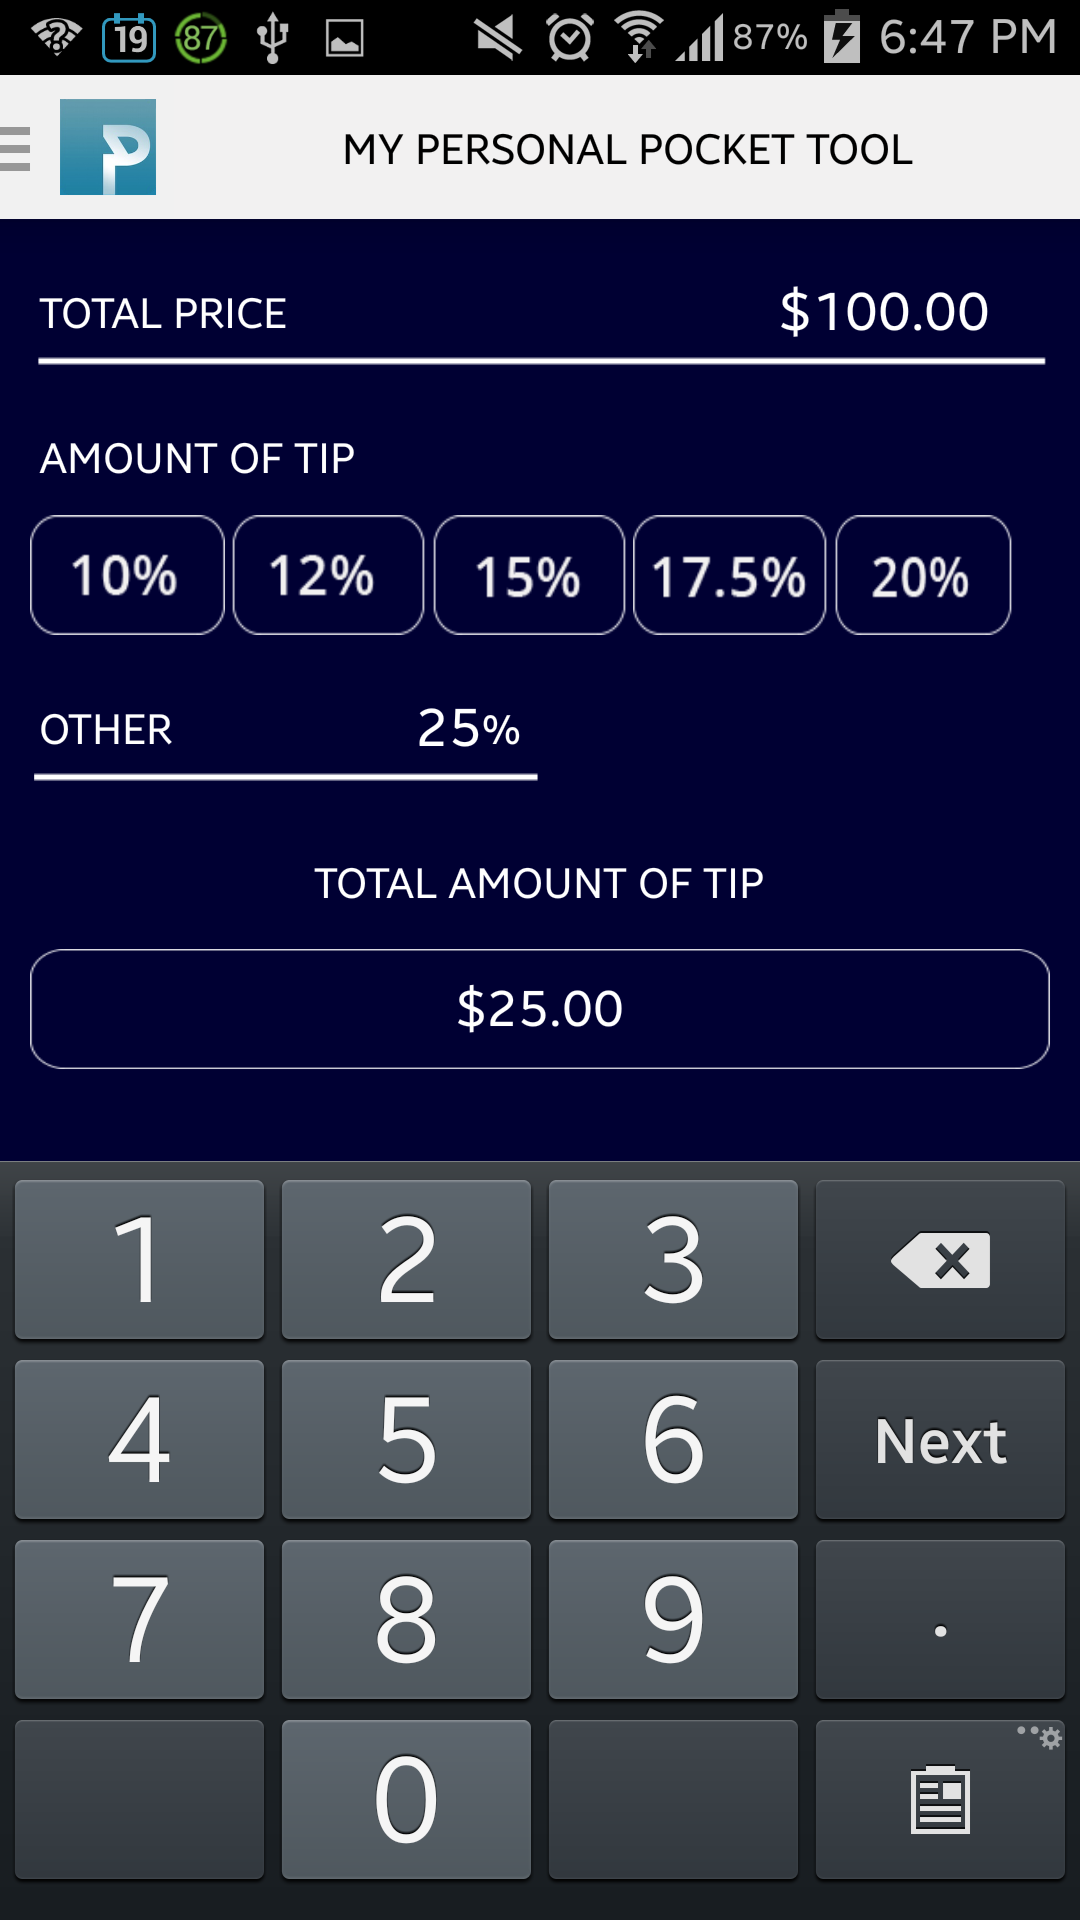 ? 19 87 87% 6:47 PM
P MY PERSONAL POCKET TOOL
TOTAL PRICE $100.00
AMOUNT OF TIP
10% 12% 15% 17.5% 20%
OTHER 25%
TOTAL AMOUNT OF TIP
$25.00
1 2 3
4 5 6 Next
7 8 9 .
0